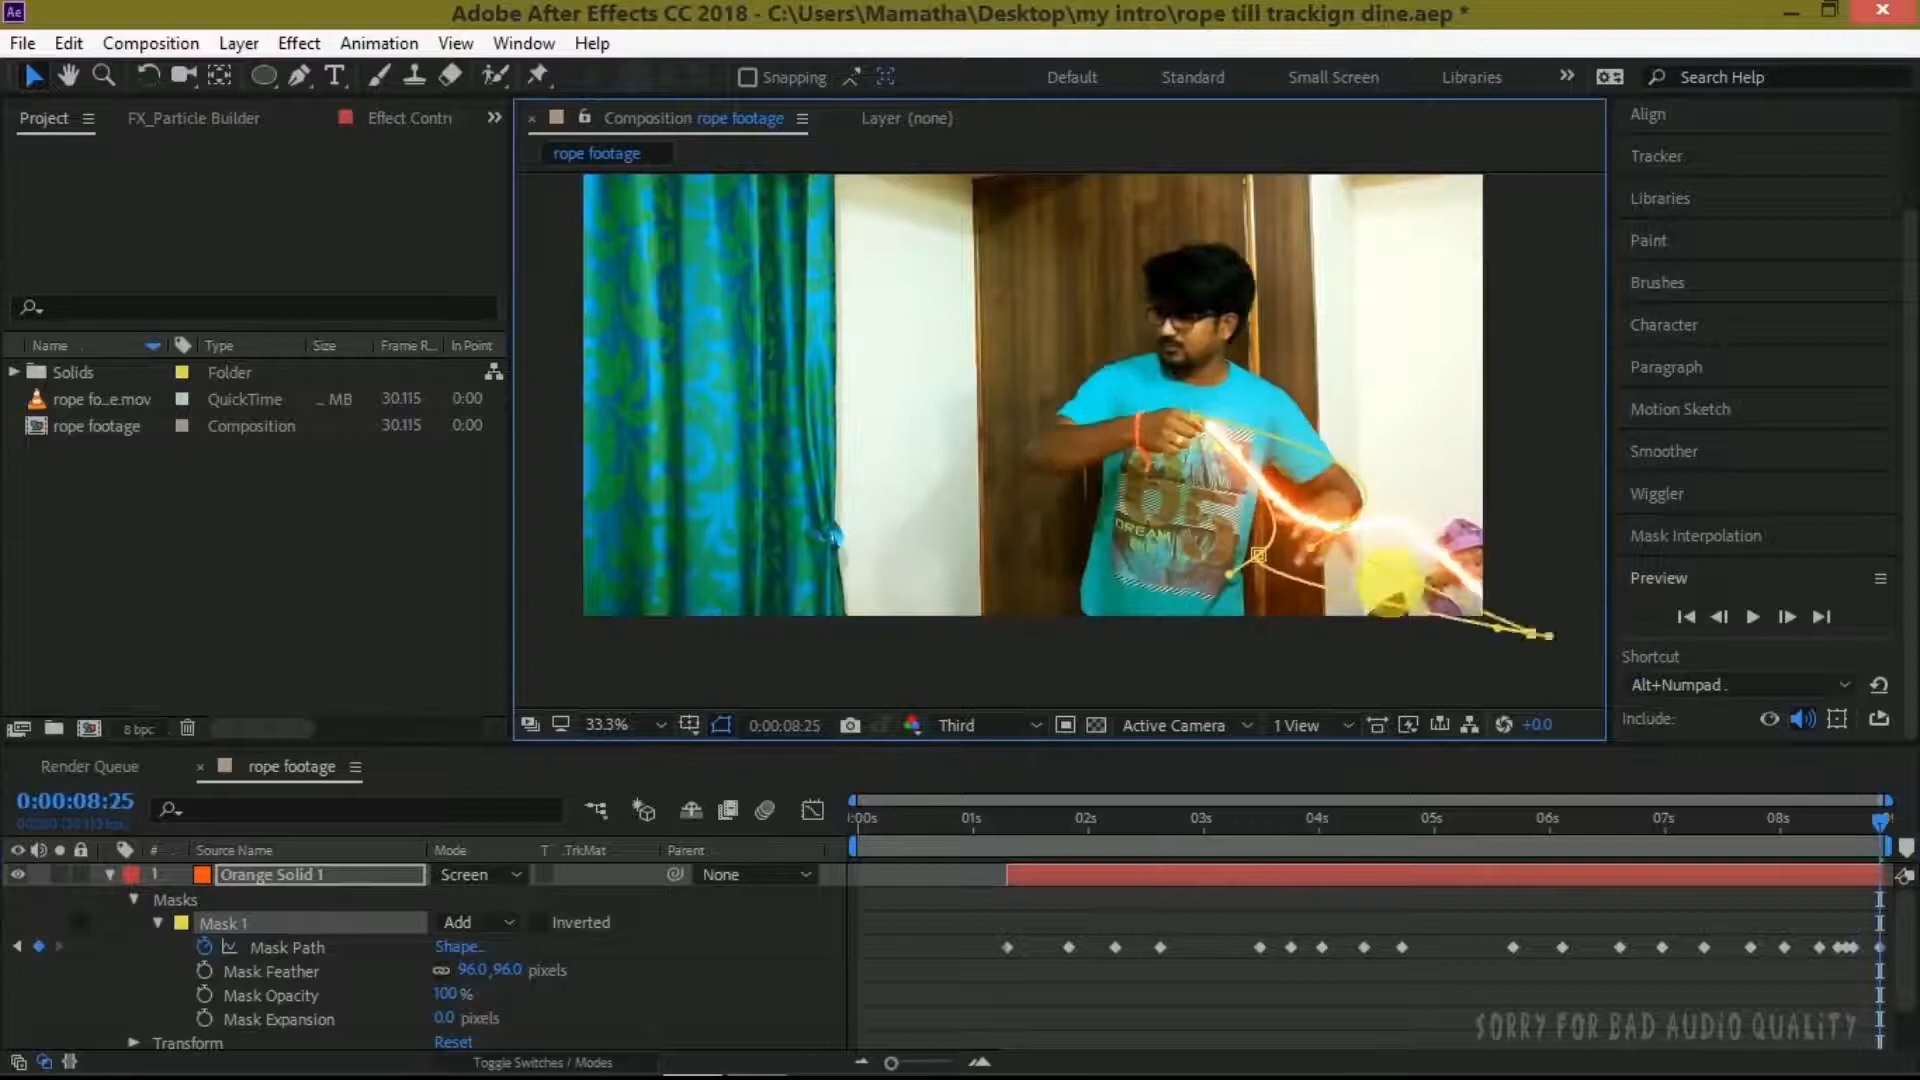 Ae
Adobe After Effects CC 2018 - C:\Users\Mamatha\Desktop\my intro\rope till trackign dine.aep *
File Edit Composition Layer Effect Animation View Window Help
T
Snapping
Default Standard Small Screen Libraries
Search Help
Project FX_Particle Builder Effect Contri
Composition rope footage Layer (none)
rope footage
Name Type Size Frame R... In Point
Solids Folder
rope fo...e.mov QuickTime ... MB 30.115 0:00
rope footage Composition 30.115 0:00
8 bpc
DREAM
33.3% 0:00:08:25 Third Active Camera 1 View +0.0
Align
Tracker
Libraries
Paint
Brushes
Character
Paragraph
Motion Sketch
Smoother
Wiggler
Mask Interpolation
Preview
Shortcut
Alt+Numpad .
Include:
Render Queue × rope footage
0:00:08:25
:00s 01s 02s 03s 04s 05s 06s 07s 08s
# Source Name Mode T .TrkMat Parent
1 Orange Solid 1 Screen None
Masks
Mask 1 Add Inverted
Mask Path Shape...
Mask Feather 96.0,96.0 pixels
Mask Opacity 100 %
Mask Expansion 0.0 pixels
Transform Reset
Toggle Switches / Modes
SORRY FOR BAD AUDIO QUALITY